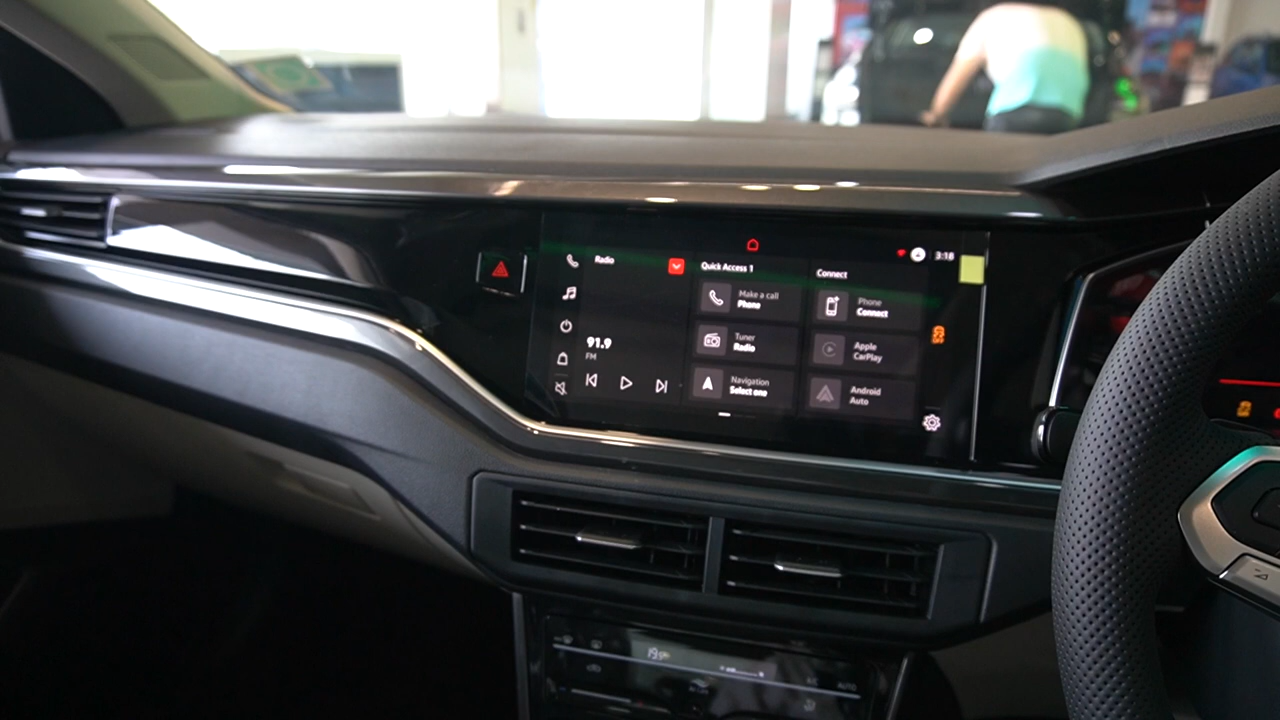 3:18
Radio
Quick Access 1
Connect
Make a call
Phone
Phone
Connect
91.9
FM
Tuner
Radio
Apple
CarPlay
Navigation
Select one
Android
Auto
AUTO